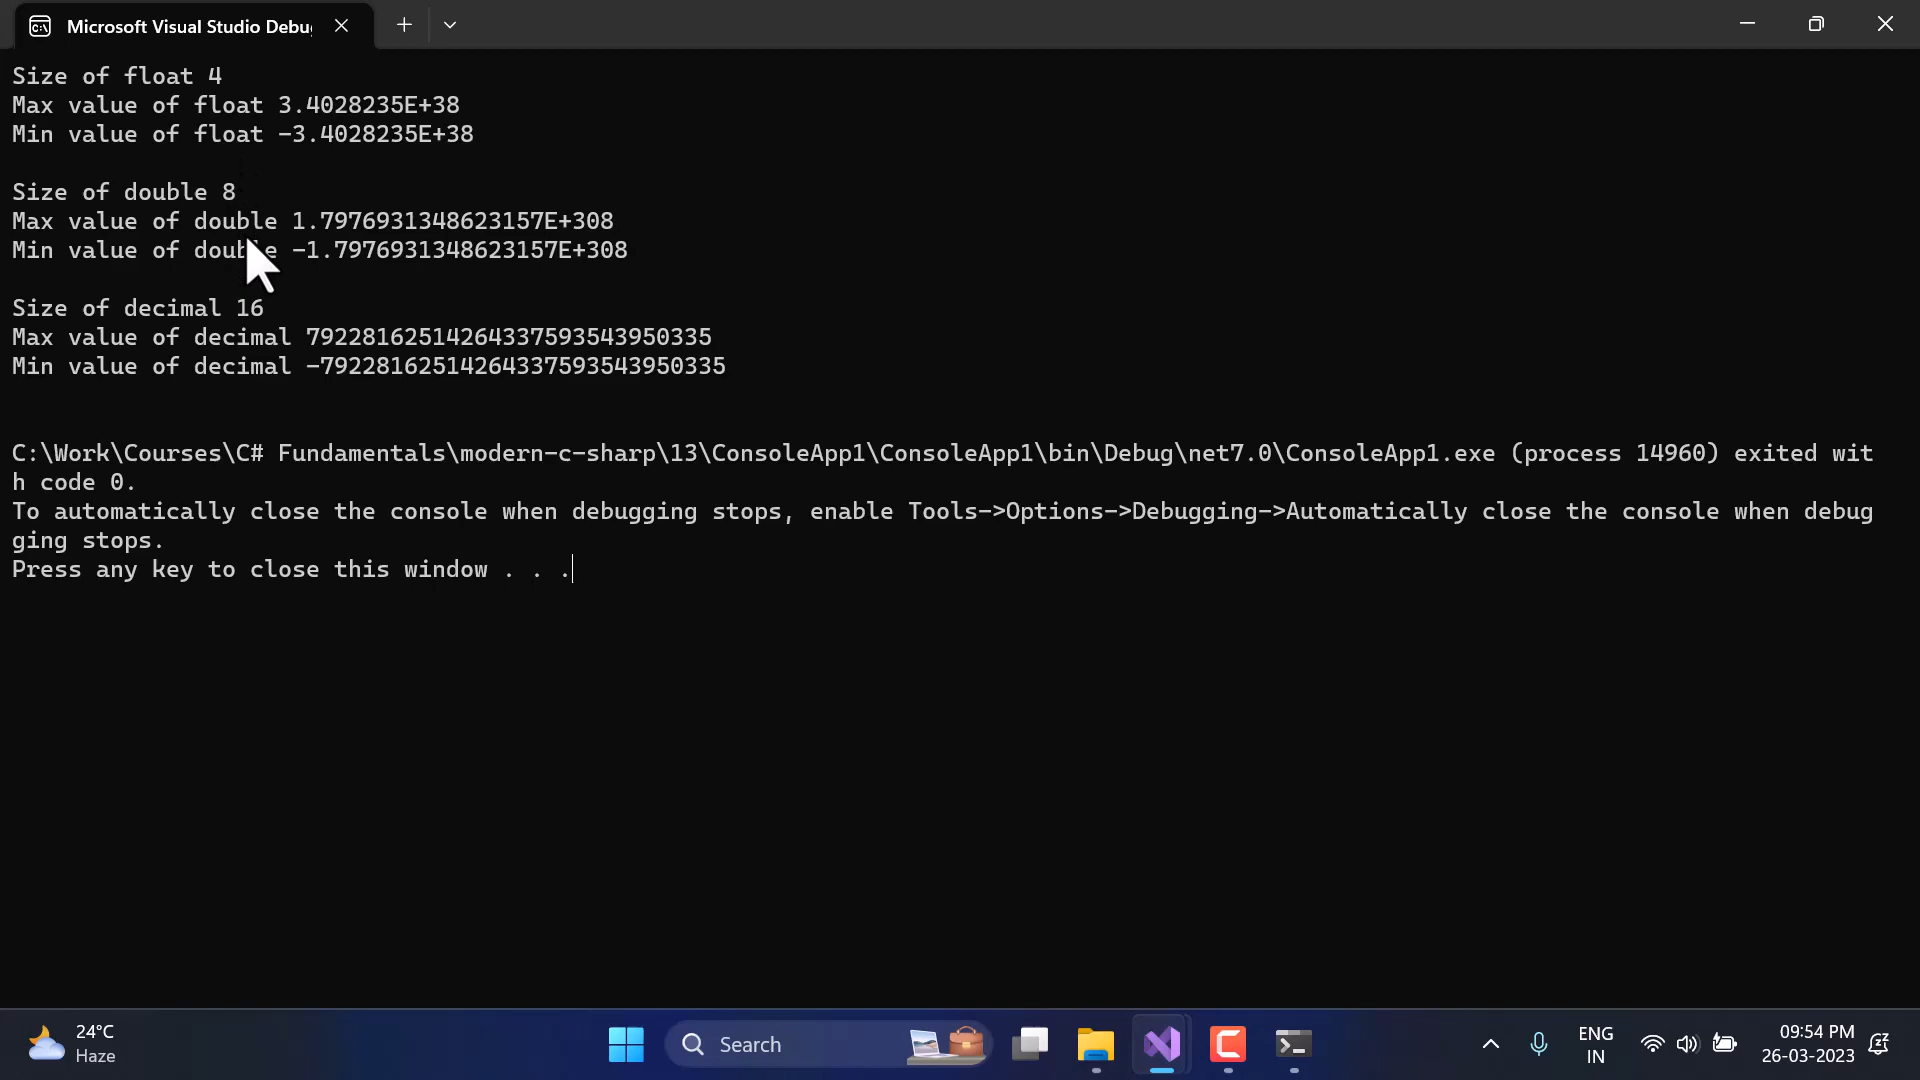 Microsoft Visual Studio Debu
Size of float 4
Max value of float 3.4028235E+38
Min value of float -3.4028235E+38
Size of double 8
Max value of double 1.7976931348623157E+308
Min value of double -1.7976931348623157E+308
Size of decimal 16
Max value of decimal 79228162514264337593543950335
Min value of decimal -79228162514264337593543950335
C:\Work\Courses\C# Fundamentals\modern-c-sharp\13\ConsoleApp1\ConsoleApp1\bin\Debug\net7.0\ConsoleApp1.exe (process 14960) exited wit
h code 0.
To automatically close the console when debugging stops, enable Tools->Options->Debugging->Automatically close the console when debug
ging stops.
Press any key to close this window . . .
24°C
Haze
Search
ENG
IN
09:54 PM
26-03-2023